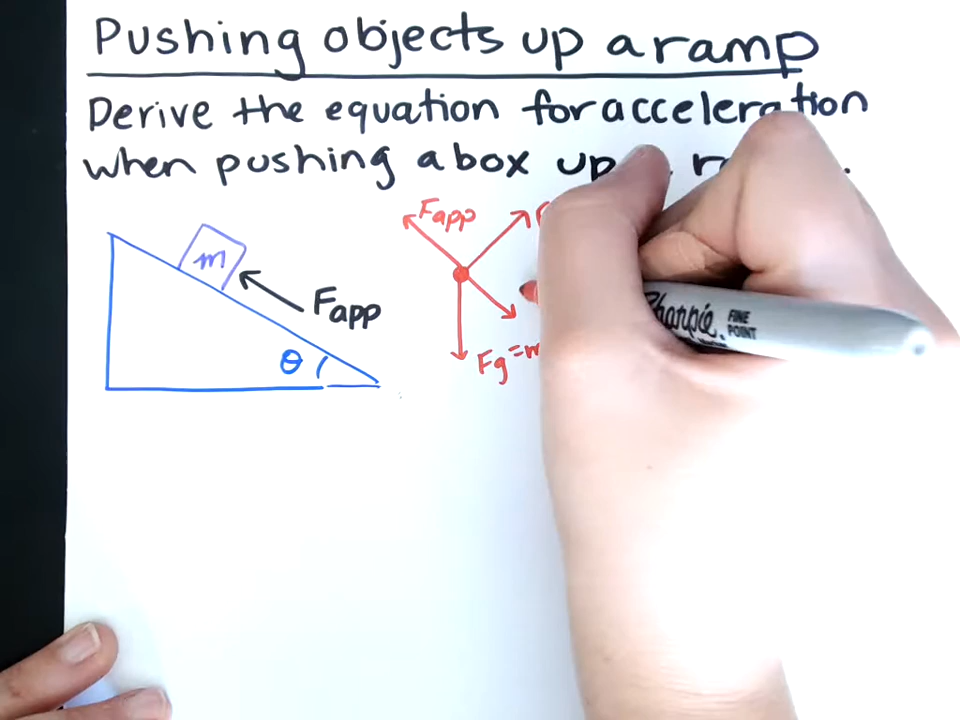 Pushing objects up a ramp
Derive the equation for acceleration
when pushing a box up
m
Fapp
θ
Fapp
Fg =
Sharpie
FINE
POINT